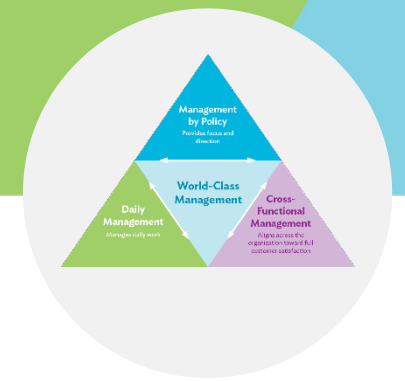 Management
by Policy
Provides focus and
direction
World-Class
Management
Daily
Management
Manages daily work
Cross-
Functional
Management
Aligns across the
organization toward full
customer satisfaction